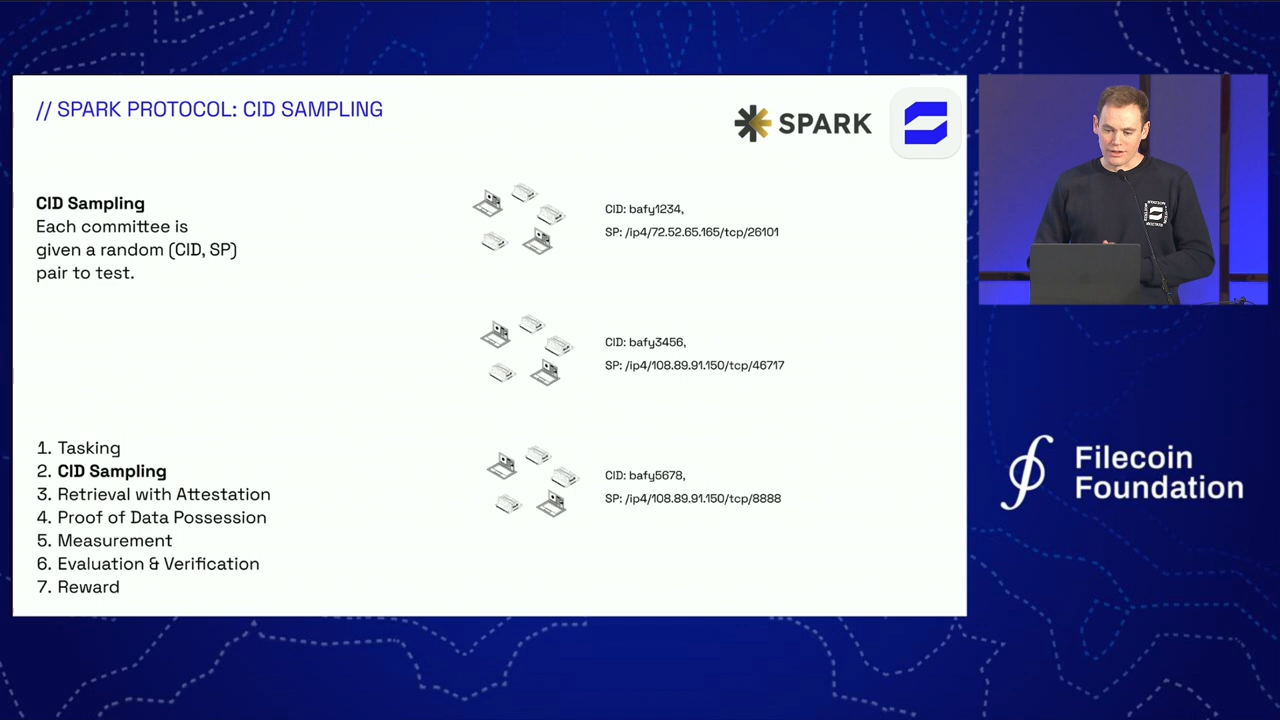 // SPARK PROTOCOL: CID SAMPLING
SPARK
CID Sampling
Each committee is
given a random (CID, SP)
pair to test.
CID: bafy1234,
SP: /ip4/72.52.65.165/tcp/26101
CID: bafy3456,
SP: /ip4/108.89.91.150/tcp/46717
CID: bafy5678,
SP: /ip4/108.89.91.150/tcp/8888
1. Tasking
2. CID Sampling
3. Retrieval with Attestation
4. Proof of Data Possession
5. Measurement
6. Evaluation & Verification
7. Reward
Filecoin
Foundation